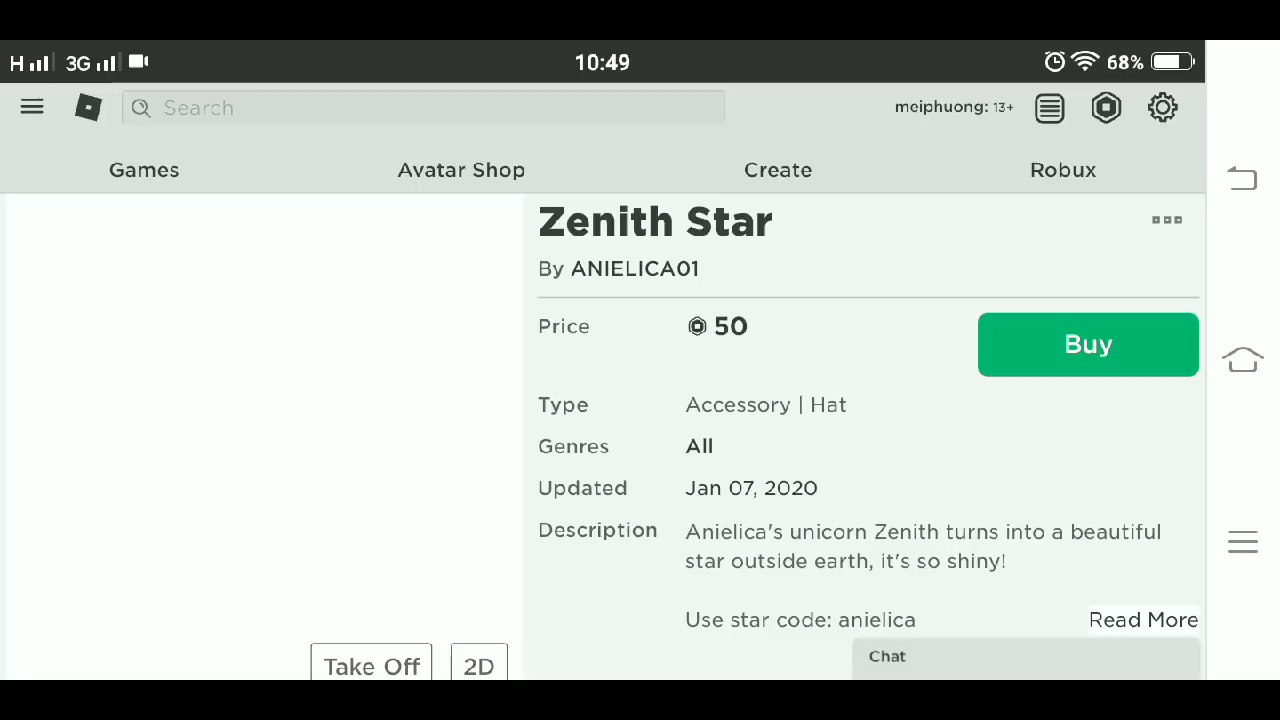 H 3G 10:49 68%
Search meiphuong: 13+
Games Avatar Shop Create Robux
Zenith Star
By ANIELICA01
Price 50
Buy
Type Accessory | Hat
Genres All
Updated Jan 07, 2020
Description Anielica's unicorn Zenith turns into a beautiful
star outside earth, it's so shiny!
Use star code: anielica Read More
Chat
Take Off 2D